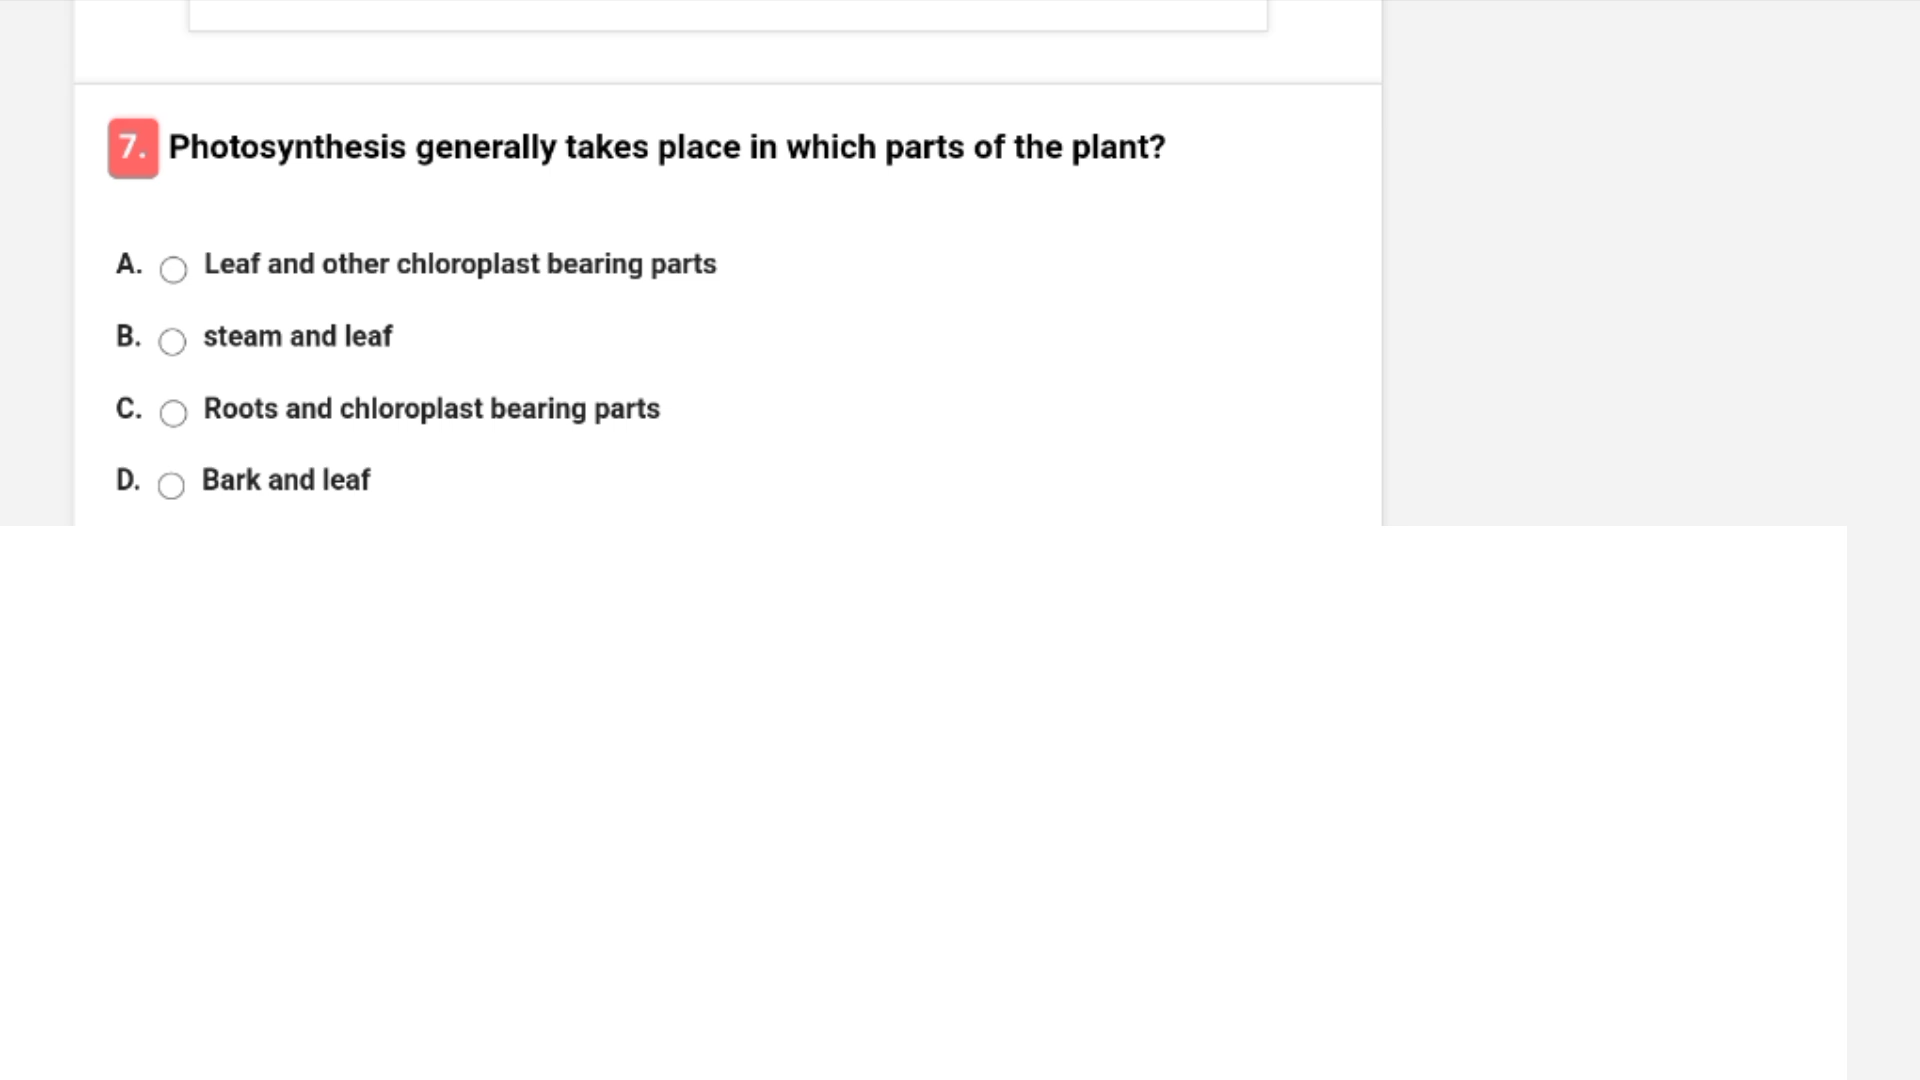 7. Photosynthesis generally takes place in which parts of the plant?
A. Leaf and other chloroplast bearing parts
B. steam and leaf
C. Roots and chloroplast bearing parts
D. Bark and leaf